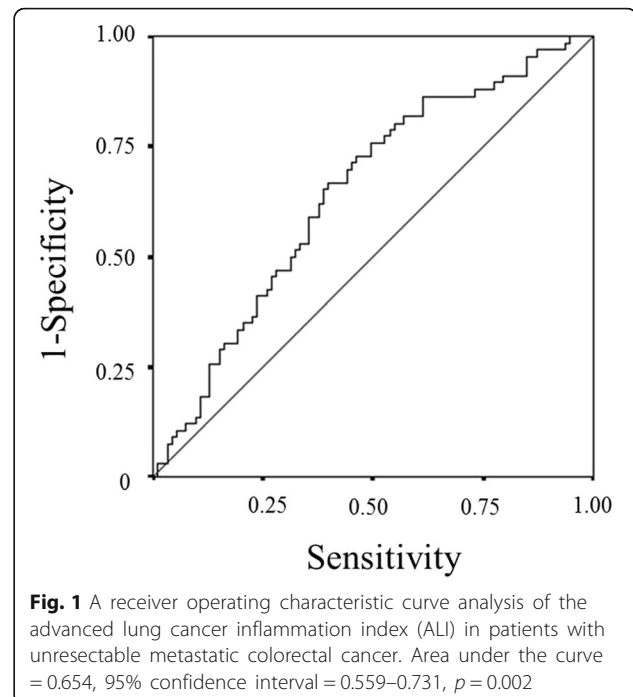 1.00
0.75
0.50
0.25
0
1-Specificity
0.25 0.50 0.75 1.00
Sensitivity
Fig. 1 A receiver operating characteristic curve analysis of the
advanced lung cancer inflammation index (ALI) in patients with
unresectable metastatic colorectal cancer. Area under the curve
= 0.654, 95% confidence interval = 0.559–0.731, p = 0.002